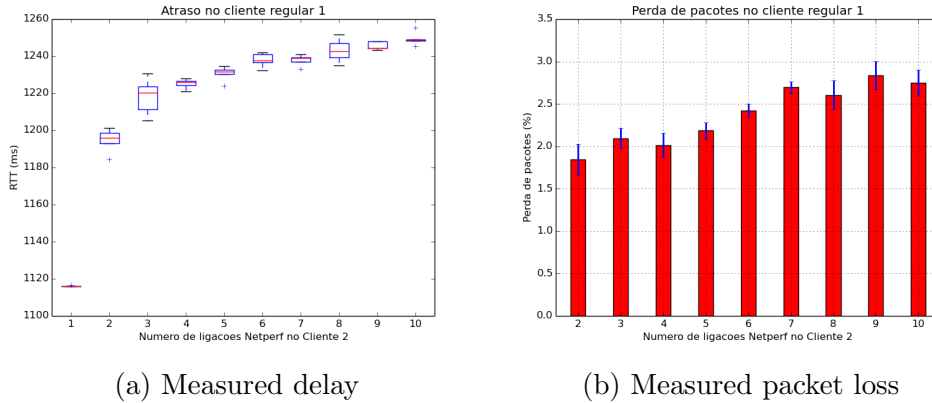 Atraso no cliente regular 1
1260
1240
1220
1200
1180
1160
1140
1120
1100
RTT (ms)
1 2 3 4 5 6 7 8 9 10
Numero de ligacoes Netperf no Cliente 2
(a) Measured delay
Perda de pacotes no cliente regular 1
3.5
3.0
2.5
2.0
1.5
1.0
0.5
0.0
Perda de pacotes (%)
2 3 4 5 6 7 8 9 10
Numero de ligacoes Netperf no Cliente 2
(b) Measured packet loss